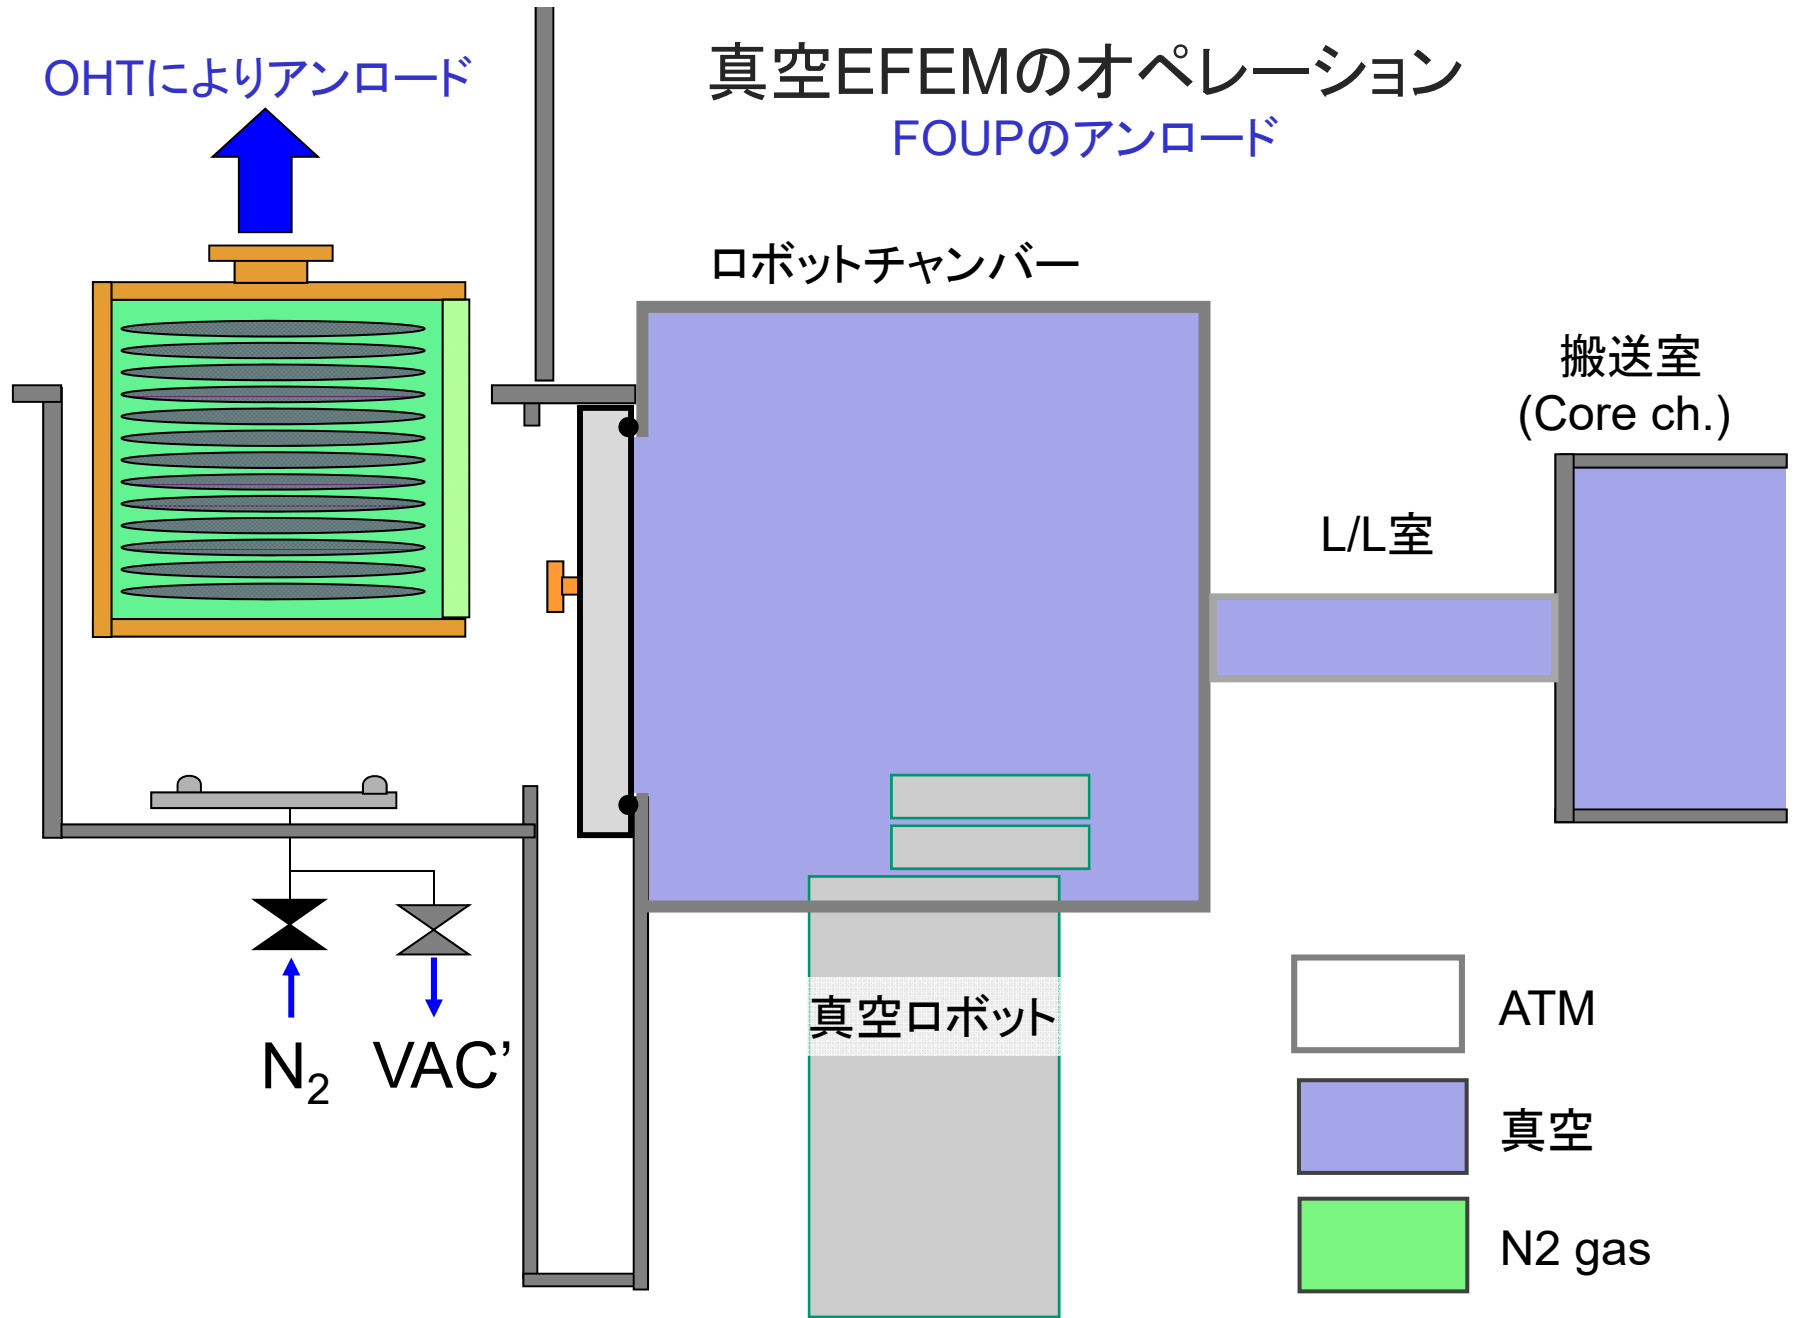 真空EFEMのオペレーション
FOUPのアンロード
OHTによりアンロード
ロボットチャンバー
搬送室
(Core ch.)
L/L室
真空ロボット
N₂
VAC’
ATM
真空
N2 gas